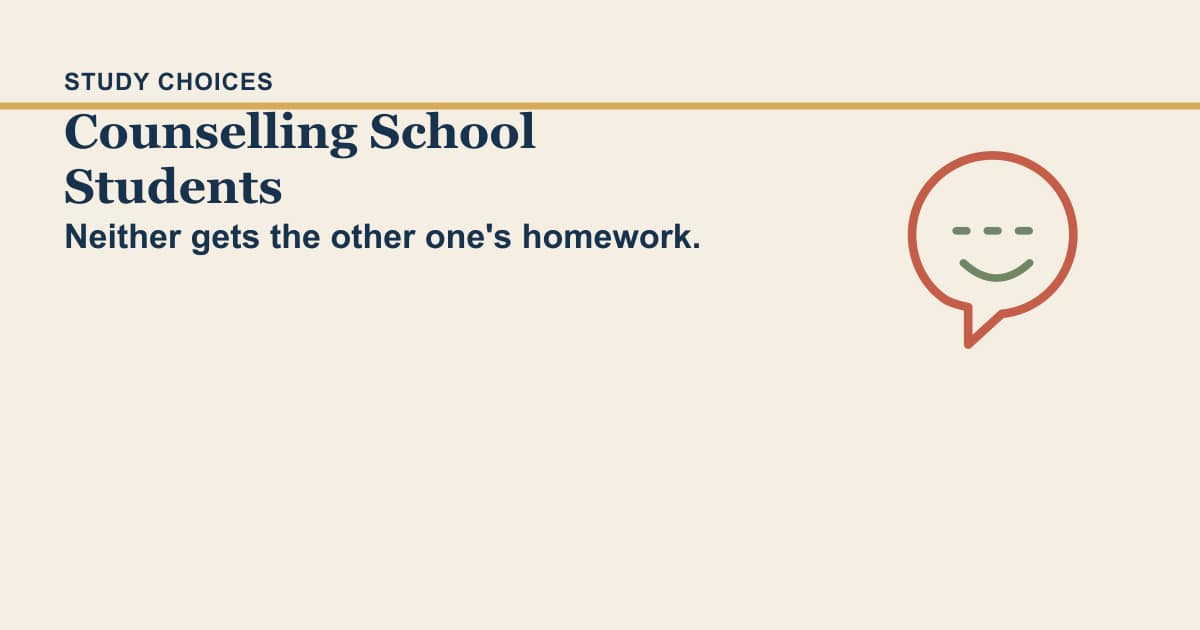 STUDY CHOICES
Counselling School
Students
Neither gets the other one's homework.